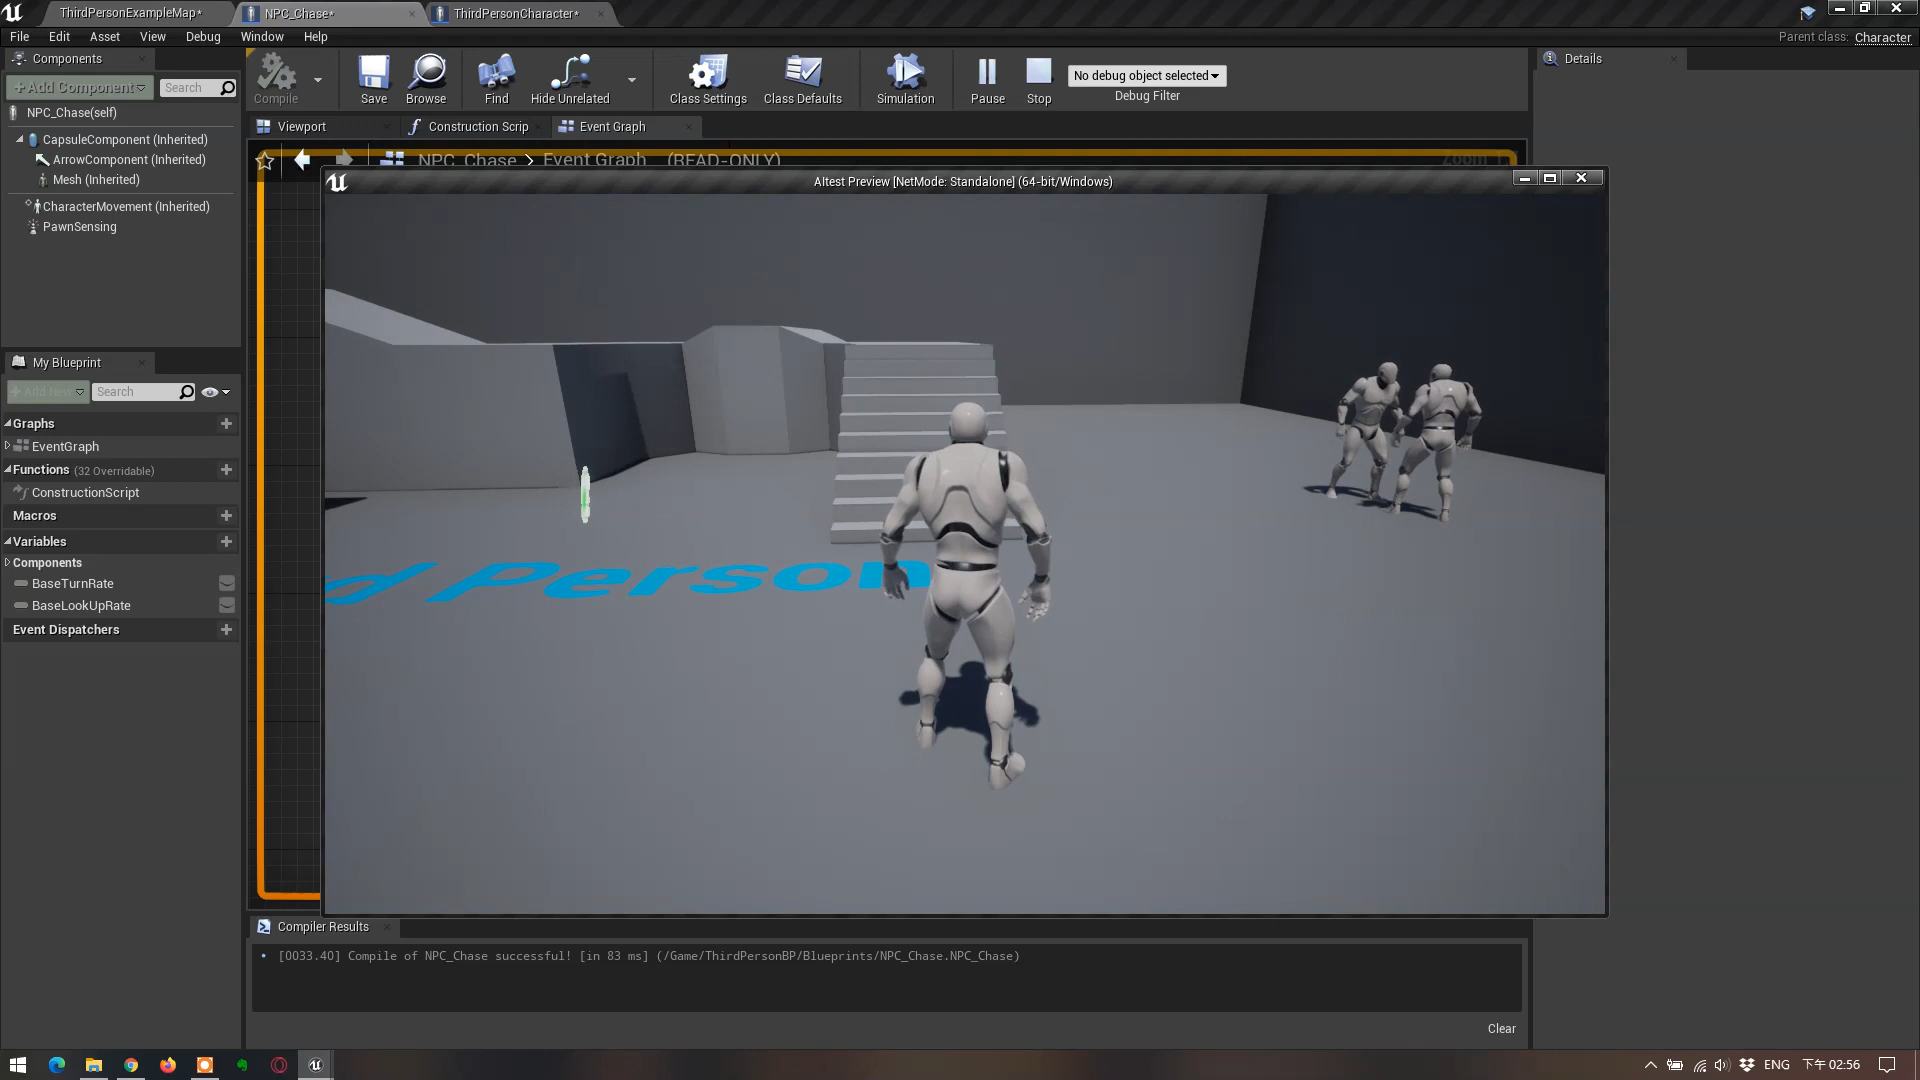 ThirdPersonExampleMap*
NPC_Chase*
ThirdPersonCharacter*
File Edit Asset View Debug Window Help
Parent class: Character
Components
+Add Component
Search
NPC_Chase(self)
CapsuleComponent (Inherited)
ArrowComponent (Inherited)
Mesh (Inherited)
CharacterMovement (Inherited)
PawnSensing
Compile
Save
Browse
Find
Hide Unrelated
Class Settings
Class Defaults
Simulation
Pause
Stop
No debug object selected
Debug Filter
Details
Viewport
Construction Scrip
Event Graph
NPC_Chase > Event Graph (READ-ONLY)
AItest Preview [NetMode: Standalone] (64-bit/Windows)
d Person
My Blueprint
+ Add New
Search
Graphs
EventGraph
Functions (32 Overridable)
ConstructionScript
Macros
Variables
Components
BaseTurnRate
BaseLookUpRate
Event Dispatchers
Compiler Results
[0033.40] Compile of NPC_Chase successful! [in 83 ms] (/Game/ThirdPersonBP/Blueprints/NPC_Chase.NPC_Chase)
Clear
ENG
下午 02:56